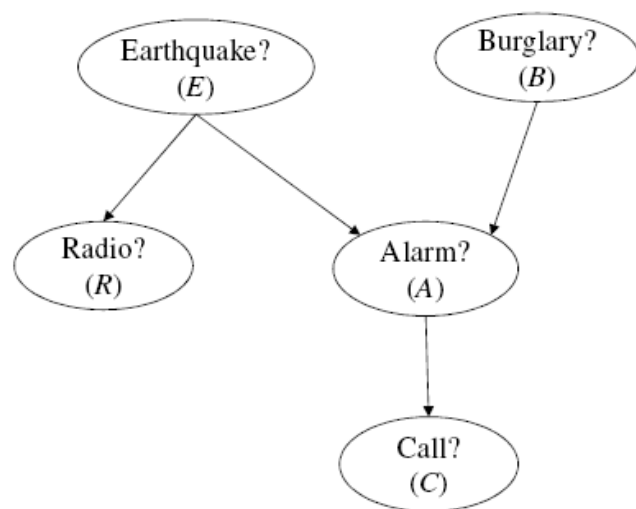 Earthquake?
(E)
Burglary?
(B)
Radio?
(R)
Alarm?
(A)
Call?
(C)